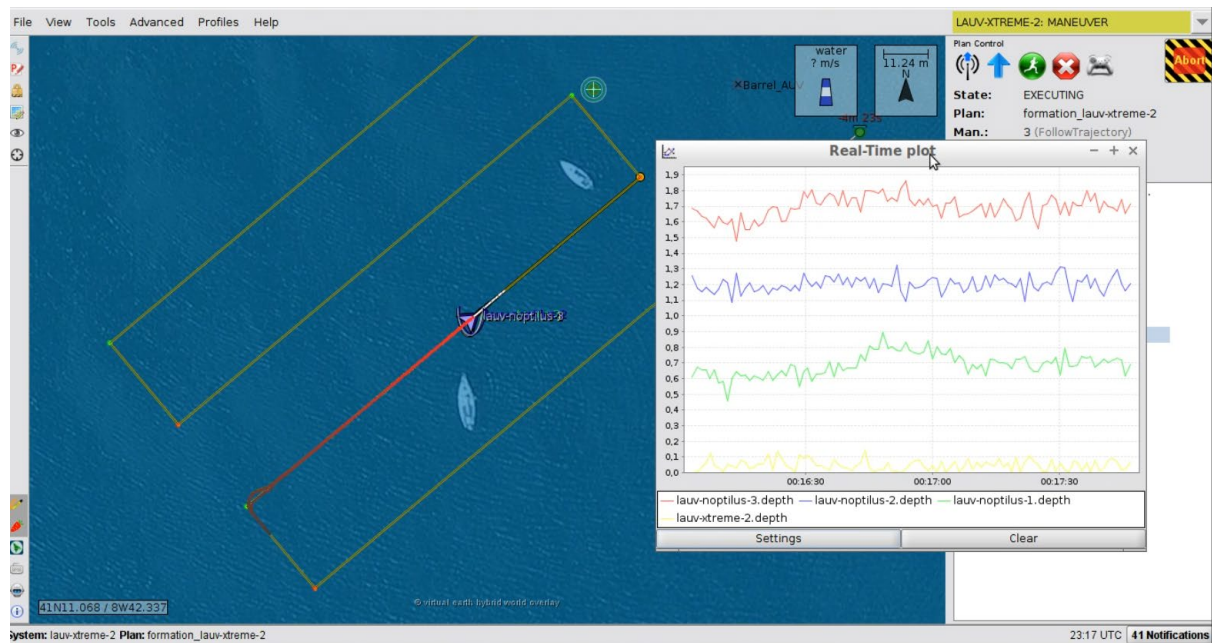 File View Tools Advanced Profiles Help
LAUV-XTREME-2: MANEUVER
Plan Control
Abort
State: EXECUTING
Plan: formation_lauv-xtreme-2
Man.: 3 (FollowTrajectory)
water
? m/s
11.24 m
N
Barrel_AUV
-4m 23s
lauv-noptilus-3
Real-Time plot
1,9
1,8
1,7
1,6
1,5
1,4
1,3
1,2
1,1
1,0
0,9
0,8
0,7
0,6
0,5
0,4
0,3
0,2
0,1
0,0
00:16:30 00:17:00 00:17:30
lauv-noptilus-3.depth lauv-noptilus-2.depth lauv-noptilus-1.depth
lauv-xtreme-2.depth
Settings Clear
41N11.068 / 8W42.337
© virtual earth hybrid world overlay
System: lauv-xtreme-2 Plan: formation_lauv-xtreme-2
23:17 UTC 41 Notifications